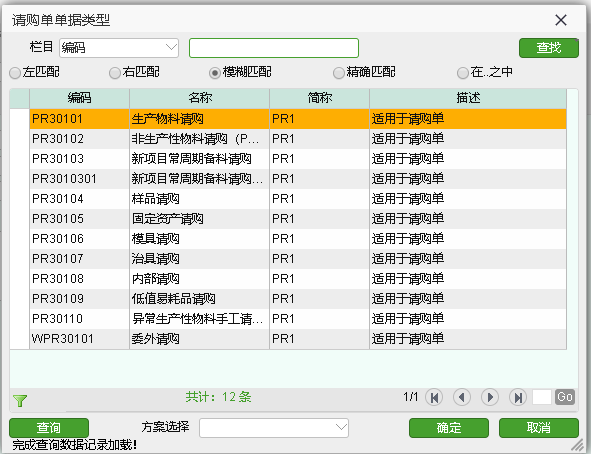 请购单单据类型
栏目 编码 查找
左匹配 右匹配 模糊匹配 精确匹配 在..之中
编码 名称 简称 描述
PR30101 生产物料请购 PR1 适用于请购单
PR30102 非生产性物料请购（P... PR1 适用于请购单
PR30103 新项目常周期备料请购 PR1 适用于请购单
PR3010301 新项目常周期备料请购... PR1 适用于请购单
PR30104 样品请购 PR1 适用于请购单
PR30105 固定资产请购 PR1 适用于请购单
PR30106 模具请购 PR1 适用于请购单
PR30107 治具请购 PR1 适用于请购单
PR30108 内部请购 PR1 适用于请购单
PR30109 低值易耗品请购 PR1 适用于请购单
PR30110 异常生产性物料手工请... PR1 适用于请购单
WPR30101 委外请购 PR1 适用于请购单
共计：12 条 1/1 Go
查询 方案选择 确定 取消
完成查询数据记录加载!